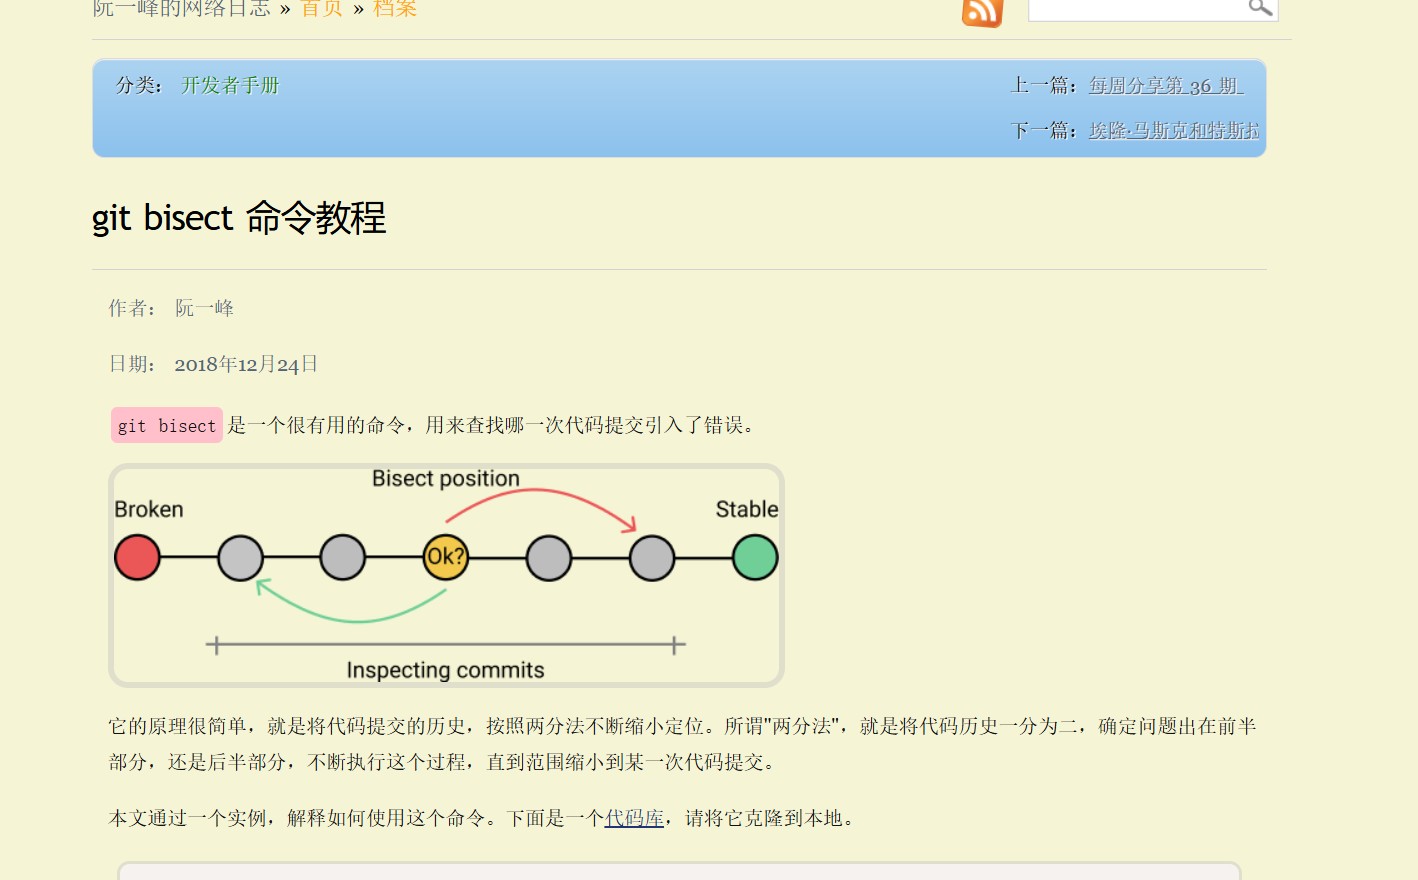 阮一峰的网络日志 » 首页 » 档案
分类： 开发者手册
上一篇：每周分享第 36 期
下一篇：埃隆·马斯克和特斯拉
git bisect 命令教程
作者： 阮一峰
日期： 2018年12月24日
git bisect 是一个很有用的命令，用来查找哪一次代码提交引入了错误。
Bisect position
Broken
Stable
Ok?
Inspecting commits
它的原理很简单，就是将代码提交的历史，按照两分法不断缩小定位。所谓"两分法"，就是将代码历史一分为二，确定问题出在前半
部分，还是后半部分，不断执行这个过程，直到范围缩小到某一次代码提交。
本文通过一个实例，解释如何使用这个命令。下面是一个代码库，请将它克隆到本地。